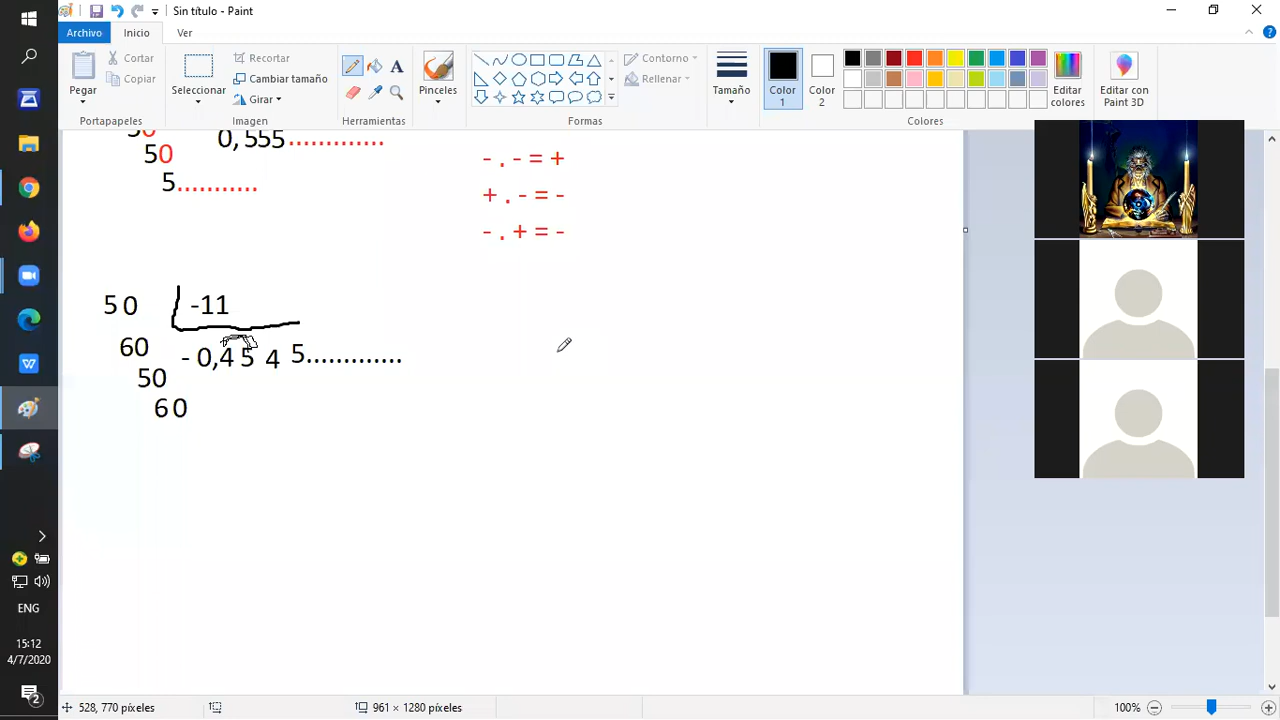 Sin título - Paint
Archivo
Inicio
Ver
Pegar
Cortar
Copiar
Portapapeles
Seleccionar
Recortar
Cambiar tamaño
Girar
Imagen
A
Herramientas
Pinceles
Contorno
Rellenar
Formas
Tamaño
Color 1
Color 2
Colores
Editar colores
Editar con Paint 3D
50
0,555.............
50
5...........
- . - = +
+ . - = -
- . + = -
50 -11
60 - 0,4 5 4 5.............
50
60
ENG
15:12
4/7/2020
2
528, 770 píxeles
961 × 1280 píxeles
100%